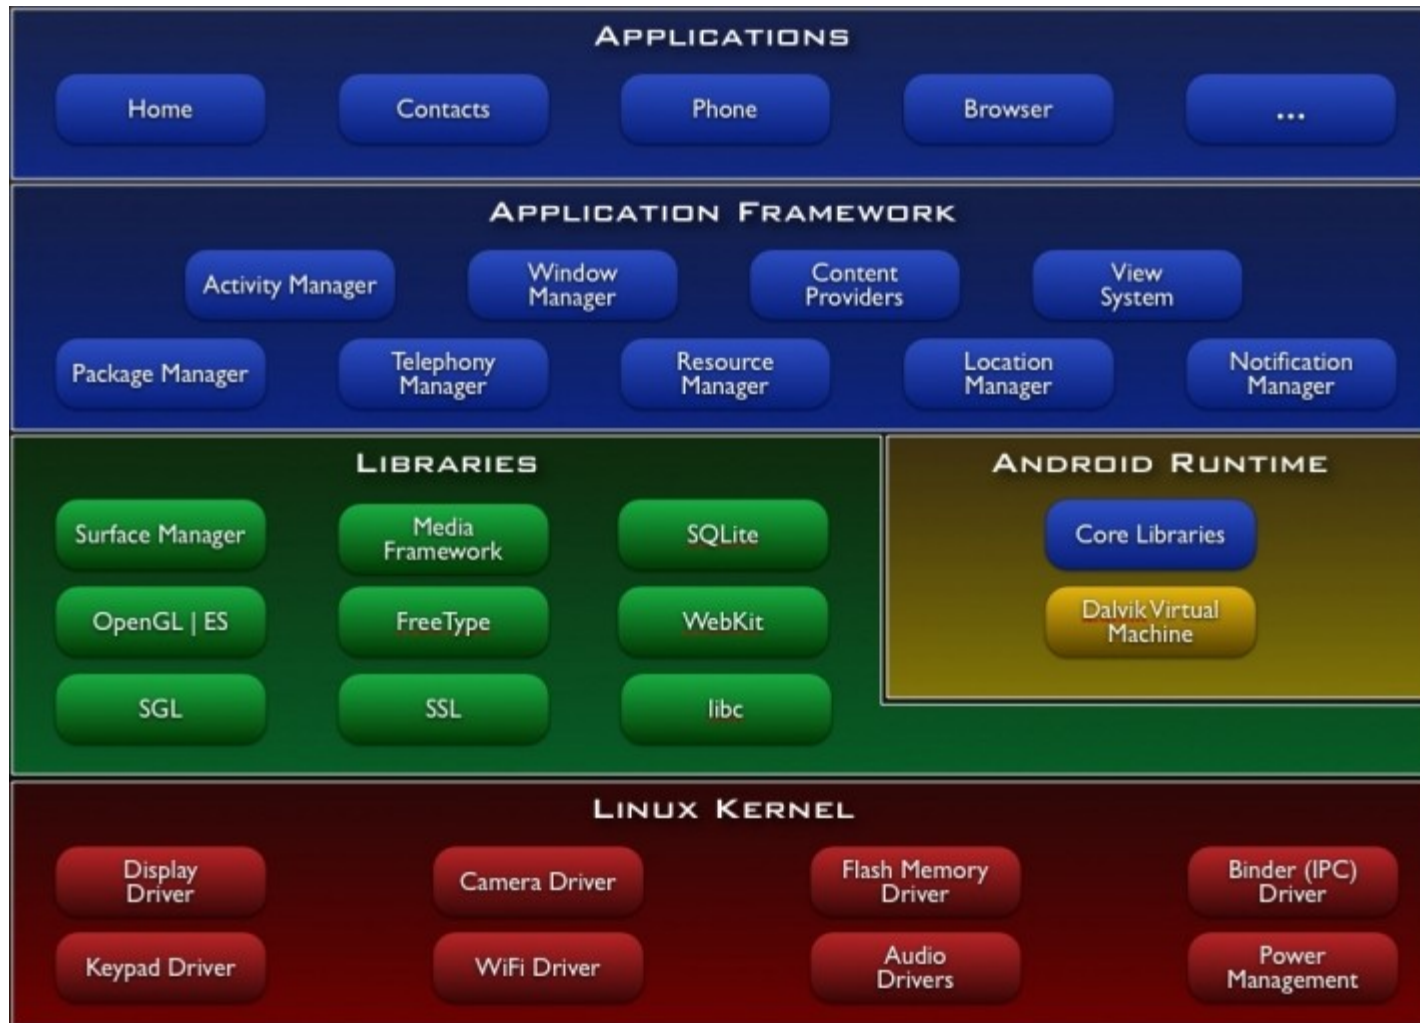 APPLICATIONS
Home
Contacts
Phone
Browser
...
APPLICATION FRAMEWORK
Activity Manager
Window
Manager
Content
Providers
View
System
Package Manager
Telephony
Manager
Resource
Manager
Location
Manager
Notification
Manager
LIBRARIES
Surface Manager
Media
Framework
SQLite
OpenGL | ES
FreeType
WebKit
SGL
SSL
libc
ANDROID RUNTIME
Core Libraries
Dalvik Virtual
Machine
LINUX KERNEL
Display
Driver
Camera Driver
Flash Memory
Driver
Binder (IPC)
Driver
Keypad Driver
WiFi Driver
Audio
Drivers
Power
Management